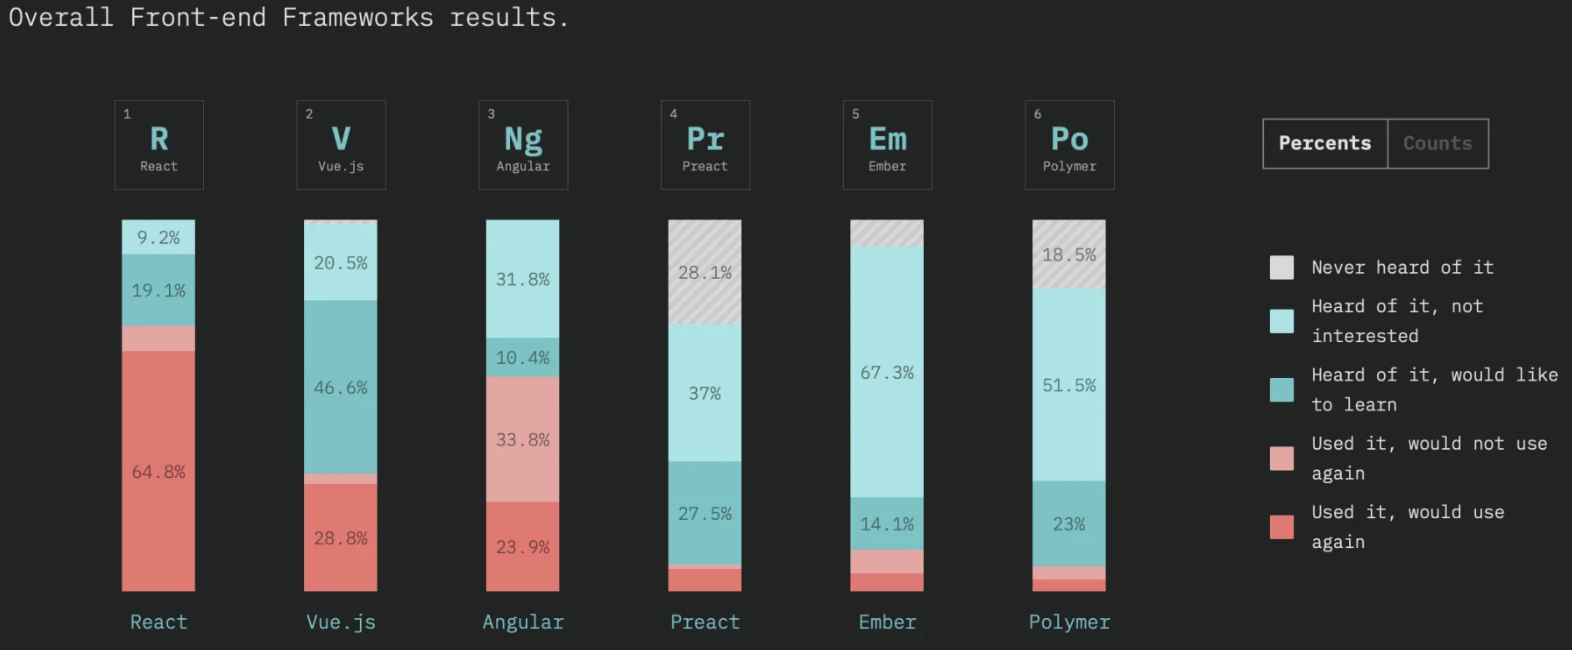 Overall Front-end Frameworks results.
1
R
React
2
V
Vue.js
3
Ng
Angular
4
Pr
Preact
5
Em
Ember
6
Po
Polymer
Percents Counts
9.2%
19.1%
64.8%
React
20.5%
46.6%
28.8%
Vue.js
31.8%
10.4%
33.8%
23.9%
Angular
28.1%
37%
27.5%
Preact
67.3%
14.1%
Ember
18.5%
51.5%
23%
Polymer
Never heard of it
Heard of it, not
interested
Heard of it, would like
to learn
Used it, would not use
again
Used it, would use
again